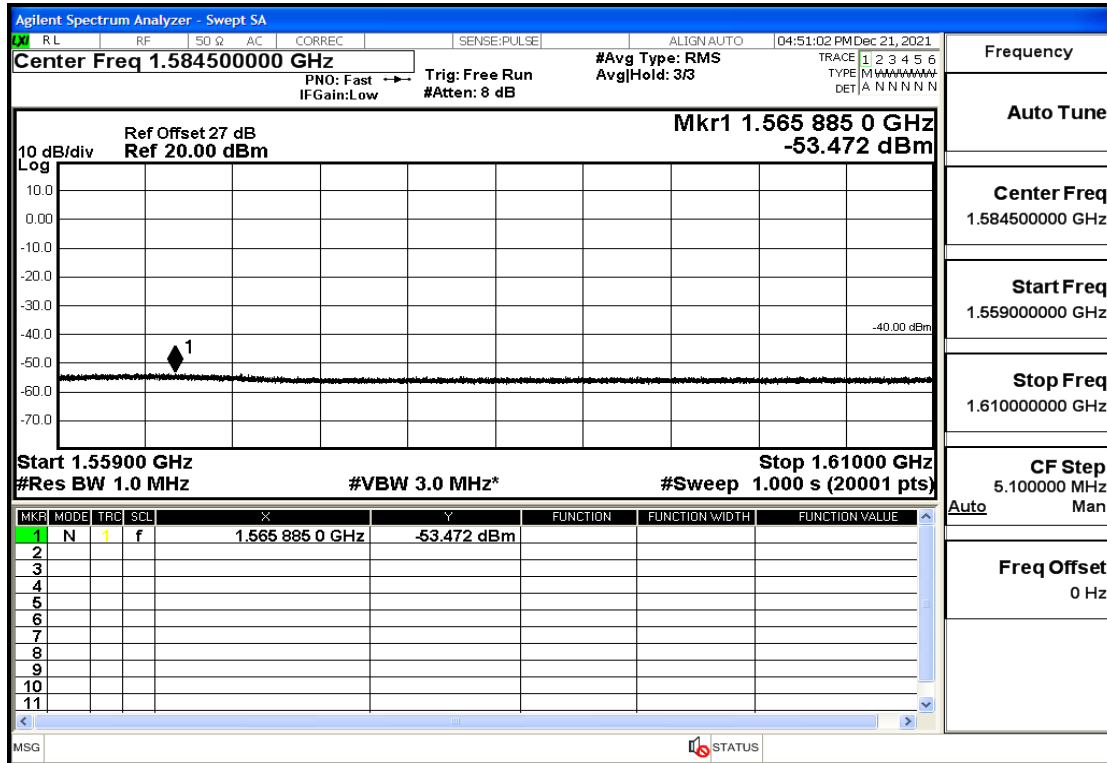 Agilent Spectrum Analyzer - Swept SA
LXI RL RF 50 Ω AC CORREC SENSE:PULSE ALIGN AUTO 04:51:02 PM Dec 21, 2021
Center Freq 1.584500000 GHz
PNO: Fast
IFGain:Low
Trig: Free Run
#Atten: 8 dB
#Avg Type: RMS
Avg|Hold: 3/3
TRACE 1 2 3 4 5 6
TYPE M WWWWW
DET A N N N N N
Ref Offset 27 dB
Ref 20.00 dBm
10 dB/div
Log
Mkr1 1.565 885 0 GHz
-53.472 dBm
10.0
0.00
-10.0
-20.0
-30.0
-40.0
-50.0
-60.0
-70.0
-40.00 dBm
1
Start 1.55900 GHz
Stop 1.61000 GHz
#Res BW 1.0 MHz
#VBW 3.0 MHz*
#Sweep 1.000 s (20001 pts)
MKR MODE TRC SCL X Y FUNCTION FUNCTION WIDTH FUNCTION VALUE
1 N 1 f 1.565 885 0 GHz -53.472 dBm
2
3
4
5
6
7
8
9
10
11
MSG
STATUS
Frequency
Auto Tune
Center Freq
1.584500000 GHz
Start Freq
1.559000000 GHz
Stop Freq
1.610000000 GHz
CF Step
5.100000 MHz
Auto Man
Freq Offset
0 Hz